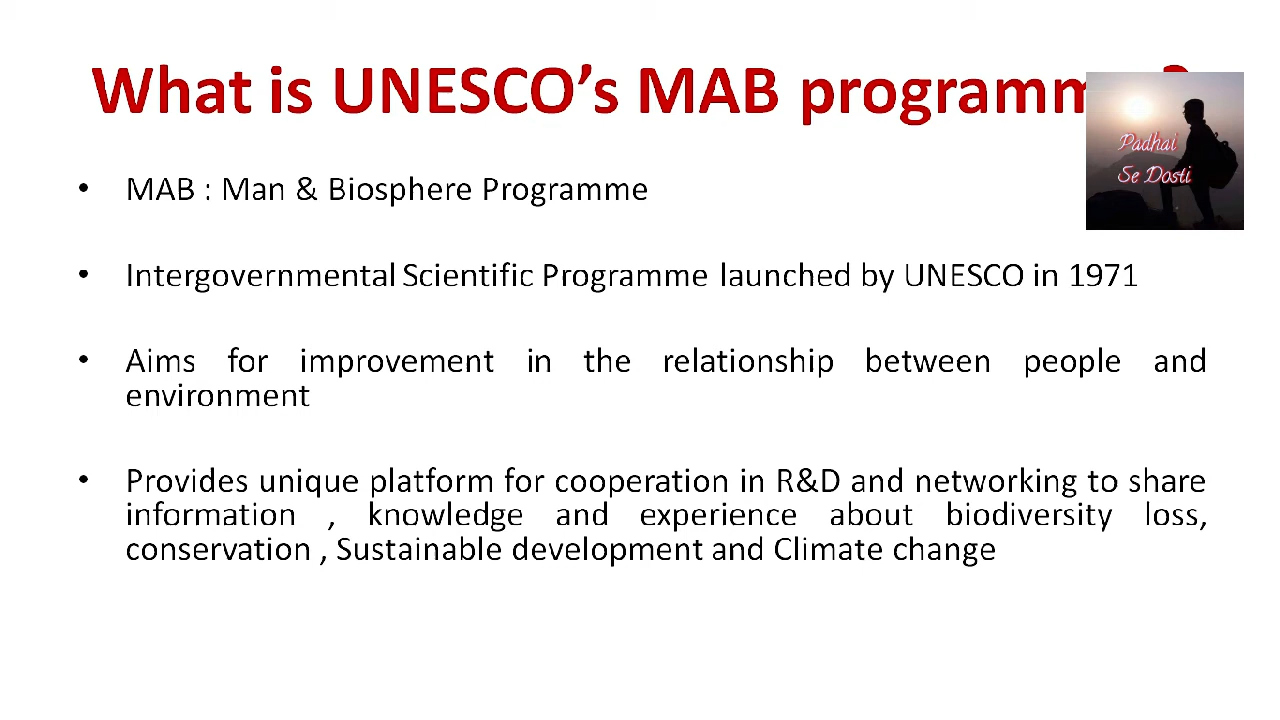 What is UNESCO's MAB programm ?
Padhai
Se Dosti
• MAB : Man & Biosphere Programme
• Intergovernmental Scientific Programme launched by UNESCO in 1971
• Aims for improvement in the relationship between people and
environment
• Provides unique platform for cooperation in R&D and networking to share
information , knowledge and experience about biodiversity loss,
conservation , Sustainable development and Climate change